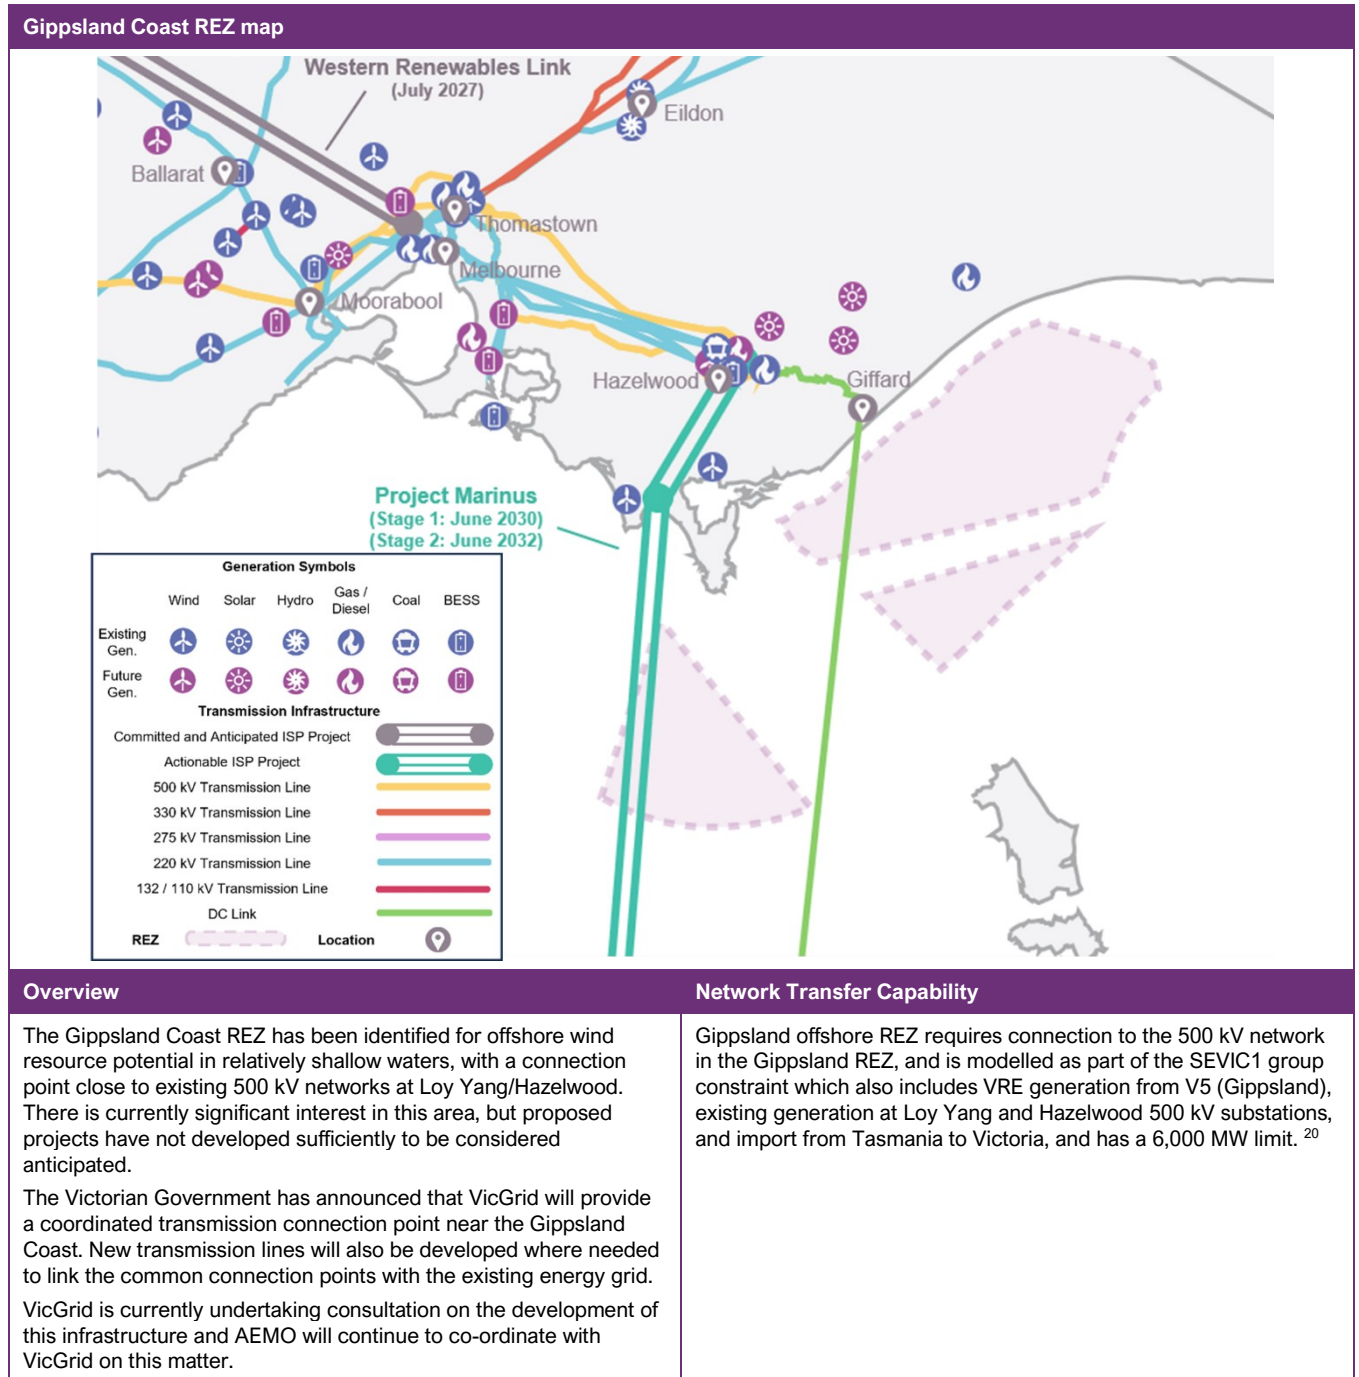 Gippsland Coast REZ map
Western Renewables Link
(July 2027)
Eildon
Ballarat
Thomastown
Melbourne
Moorabool
Hazelwood
Giffard
Project Marinus
(Stage 1: June 2030)
(Stage 2: June 2032)
Generation Symbols
Wind Solar Hydro Gas / Diesel Coal BESS
Existing Gen.
Future Gen.
Transmission Infrastructure
Committed and Anticipated ISP Project
Actionable ISP Project
500 kV Transmission Line
330 kV Transmission Line
275 kV Transmission Line
220 kV Transmission Line
132 / 110 kV Transmission Line
DC Link
REZ Location
Overview
The Gippsland Coast REZ has been identified for offshore wind
resource potential in relatively shallow waters, with a connection
point close to existing 500 kV networks at Loy Yang/Hazelwood.
There is currently significant interest in this area, but proposed
projects have not developed sufficiently to be considered
anticipated.
The Victorian Government has announced that VicGrid will provide
a coordinated transmission connection point near the Gippsland
Coast. New transmission lines will also be developed where needed
to link the common connection points with the existing energy grid.
VicGrid is currently undertaking consultation on the development of
this infrastructure and AEMO will continue to co-ordinate with
VicGrid on this matter.
Network Transfer Capability
Gippsland offshore REZ requires connection to the 500 kV network
in the Gippsland REZ, and is modelled as part of the SEVIC1 group
constraint which also includes VRE generation from V5 (Gippsland),
existing generation at Loy Yang and Hazelwood 500 kV substations,
and import from Tasmania to Victoria, and has a 6,000 MW limit. 20